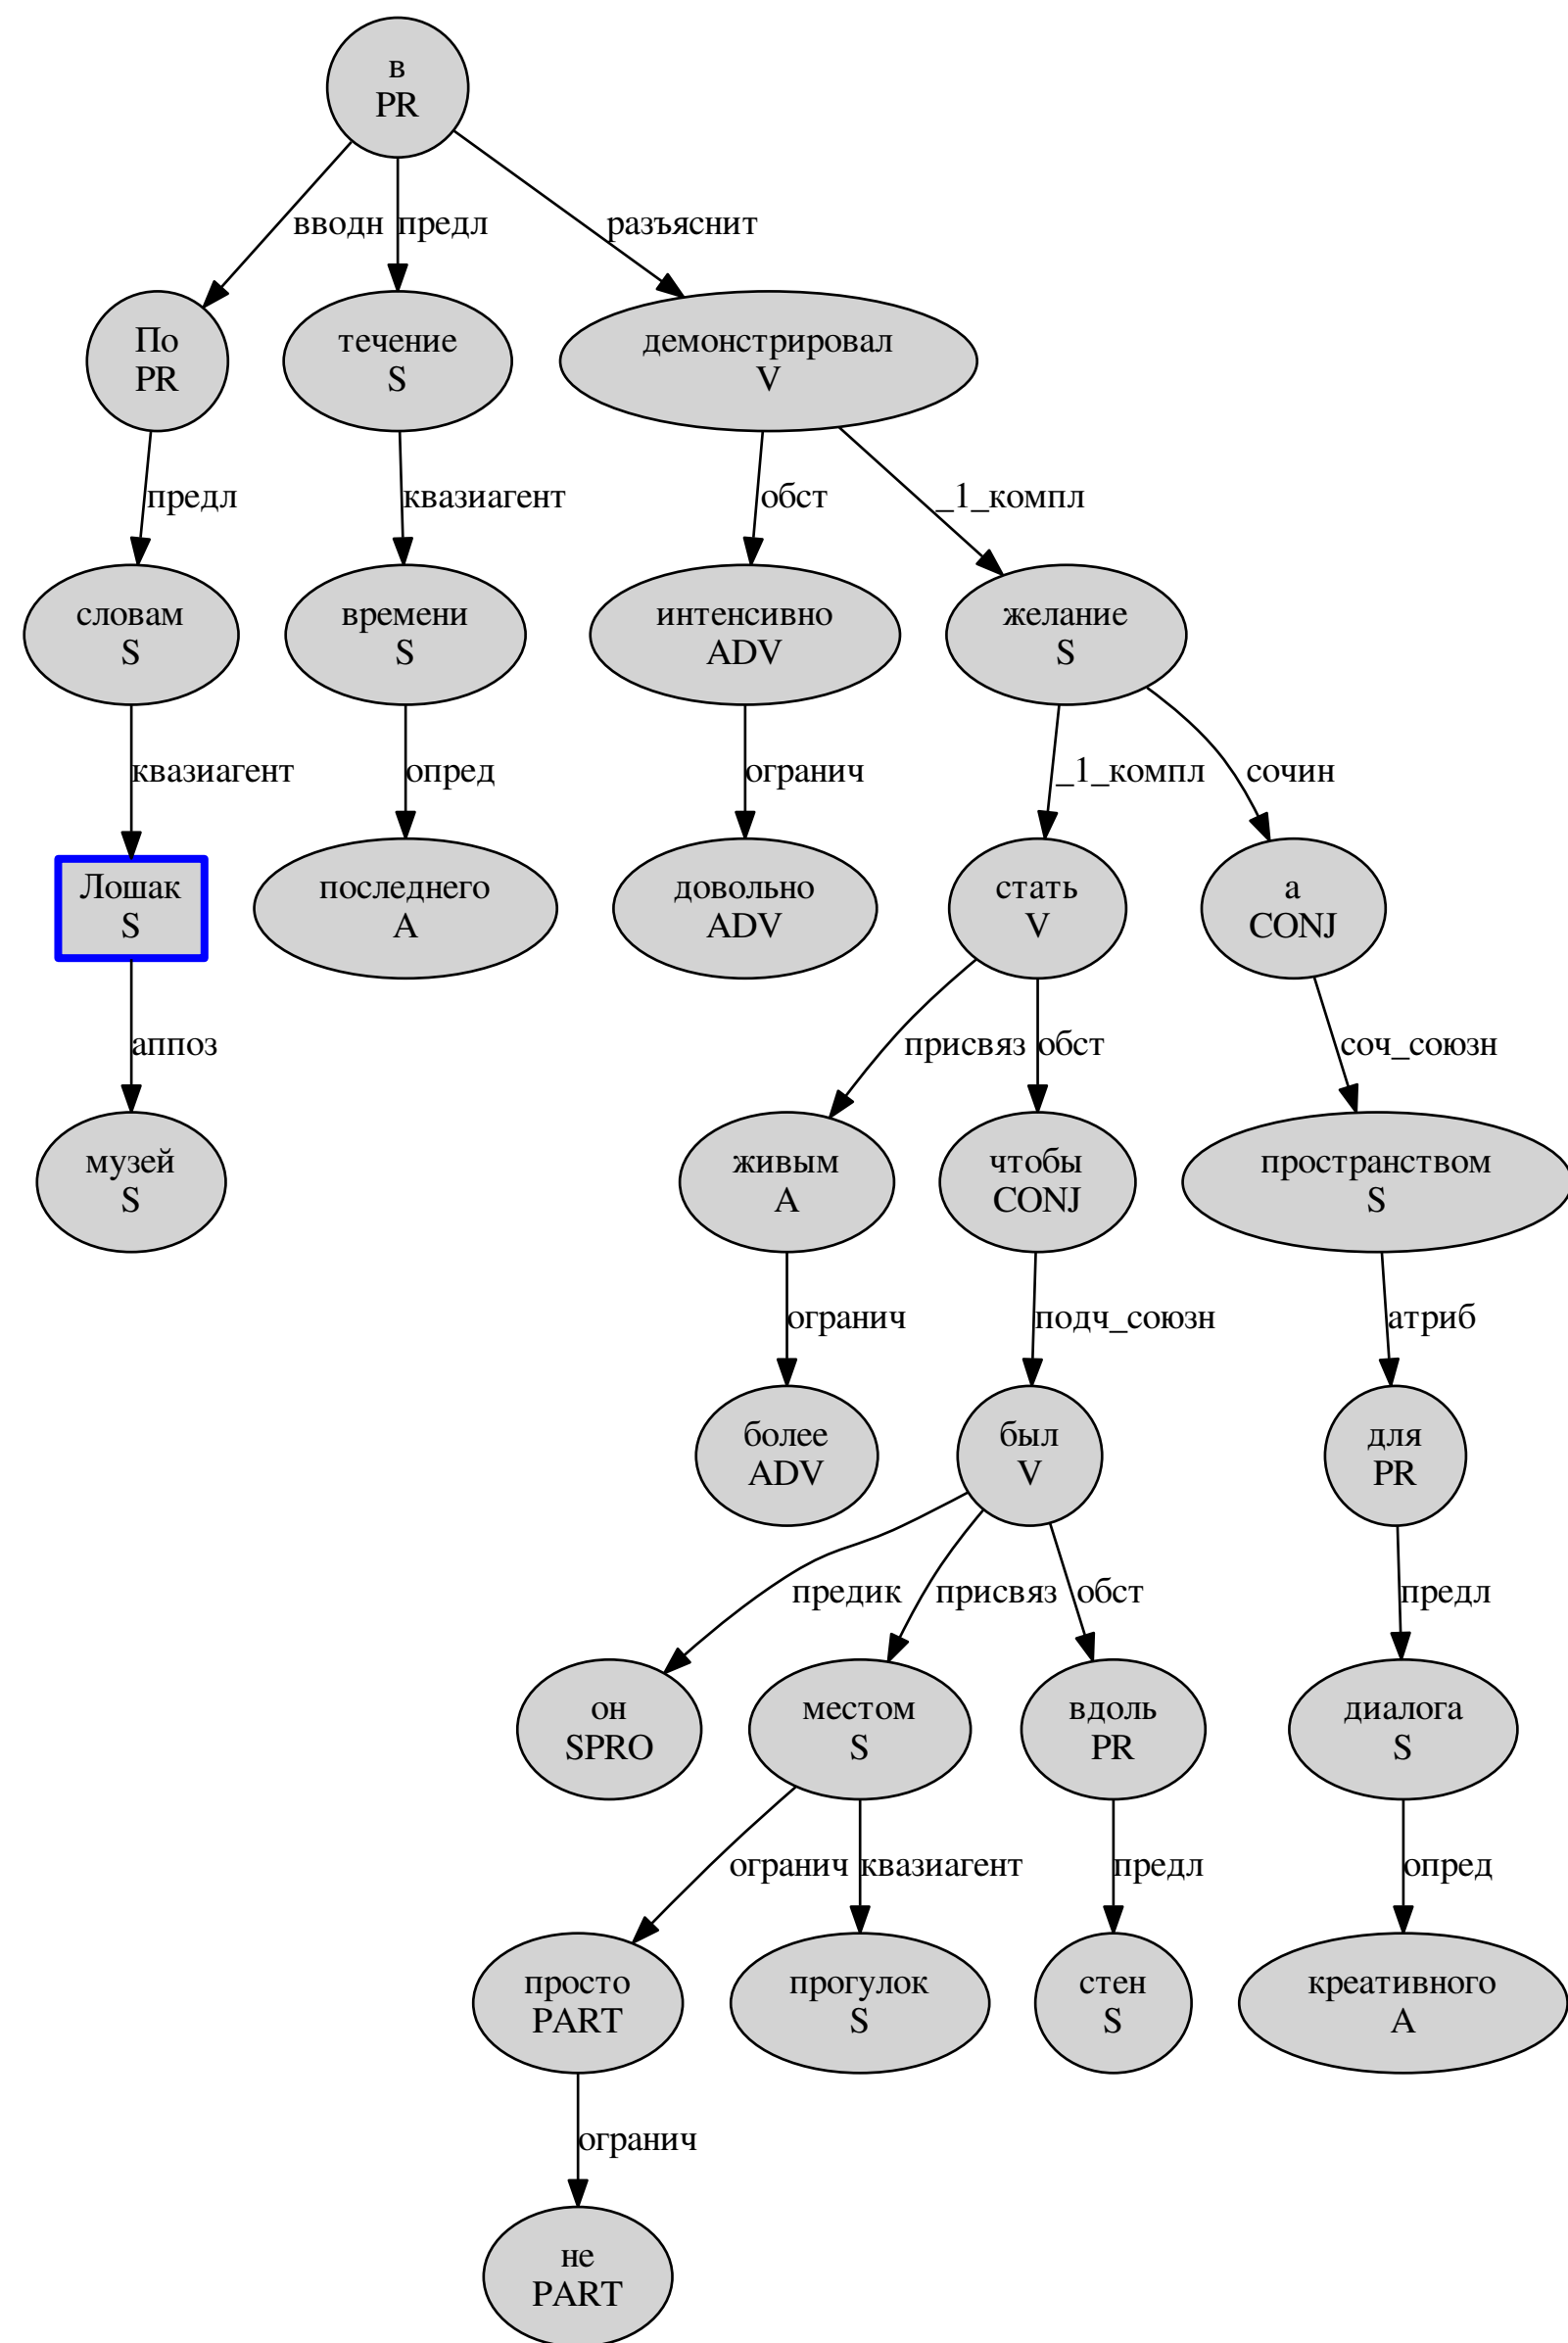 в
PR
вводн предл разъяснит
По
PR
течение
S
демонстрировал
V
предл квазиагент обст _1_компл
словам
S
времени
S
интенсивно
ADV
желание
S
квазиагент опред огранич _1_компл сочин
Лошак
S
последнего
A
довольно
ADV
стать
V
а
CONJ
аппоз присвяз обст соч_союзн
музей
S
живым
A
чтобы
CONJ
пространством
S
огранич подч_союзн атриб
более
ADV
был
V
для
PR
предик присвяз обст предл
он
SPRO
местом
S
вдоль
PR
диалога
S
огранич квазиагент предл опред
просто
PART
прогулок
S
стен
S
креативного
A
огранич
не
PART